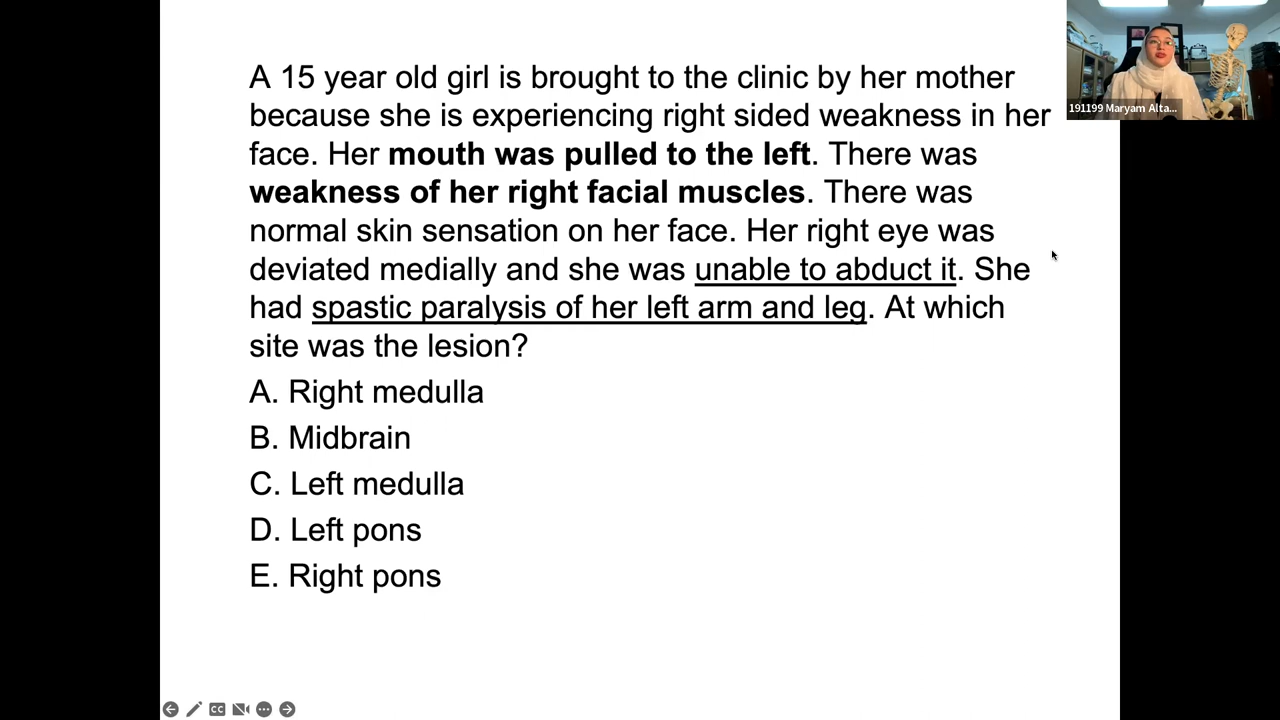 A 15 year old girl is brought to the clinic by her mother
because she is experiencing right sided weakness in her
face. Her mouth was pulled to the left. There was
weakness of her right facial muscles. There was
normal skin sensation on her face. Her right eye was
deviated medially and she was unable to abduct it. She
had spastic paralysis of her left arm and leg. At which
site was the lesion?
A. Right medulla
B. Midbrain
C. Left medulla
D. Left pons
E. Right pons
191199 Maryam Alta...
CC